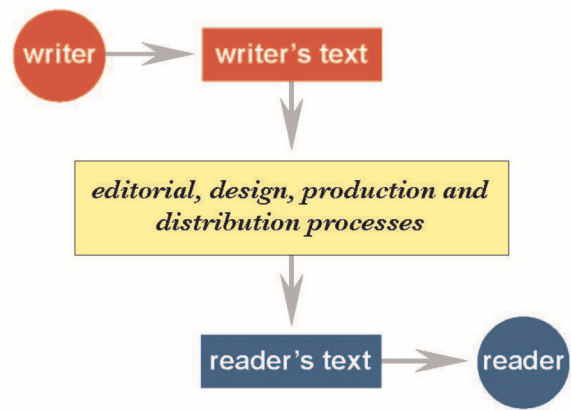 writer
writer's text
editorial, design, production and
distribution processes
reader's text
reader